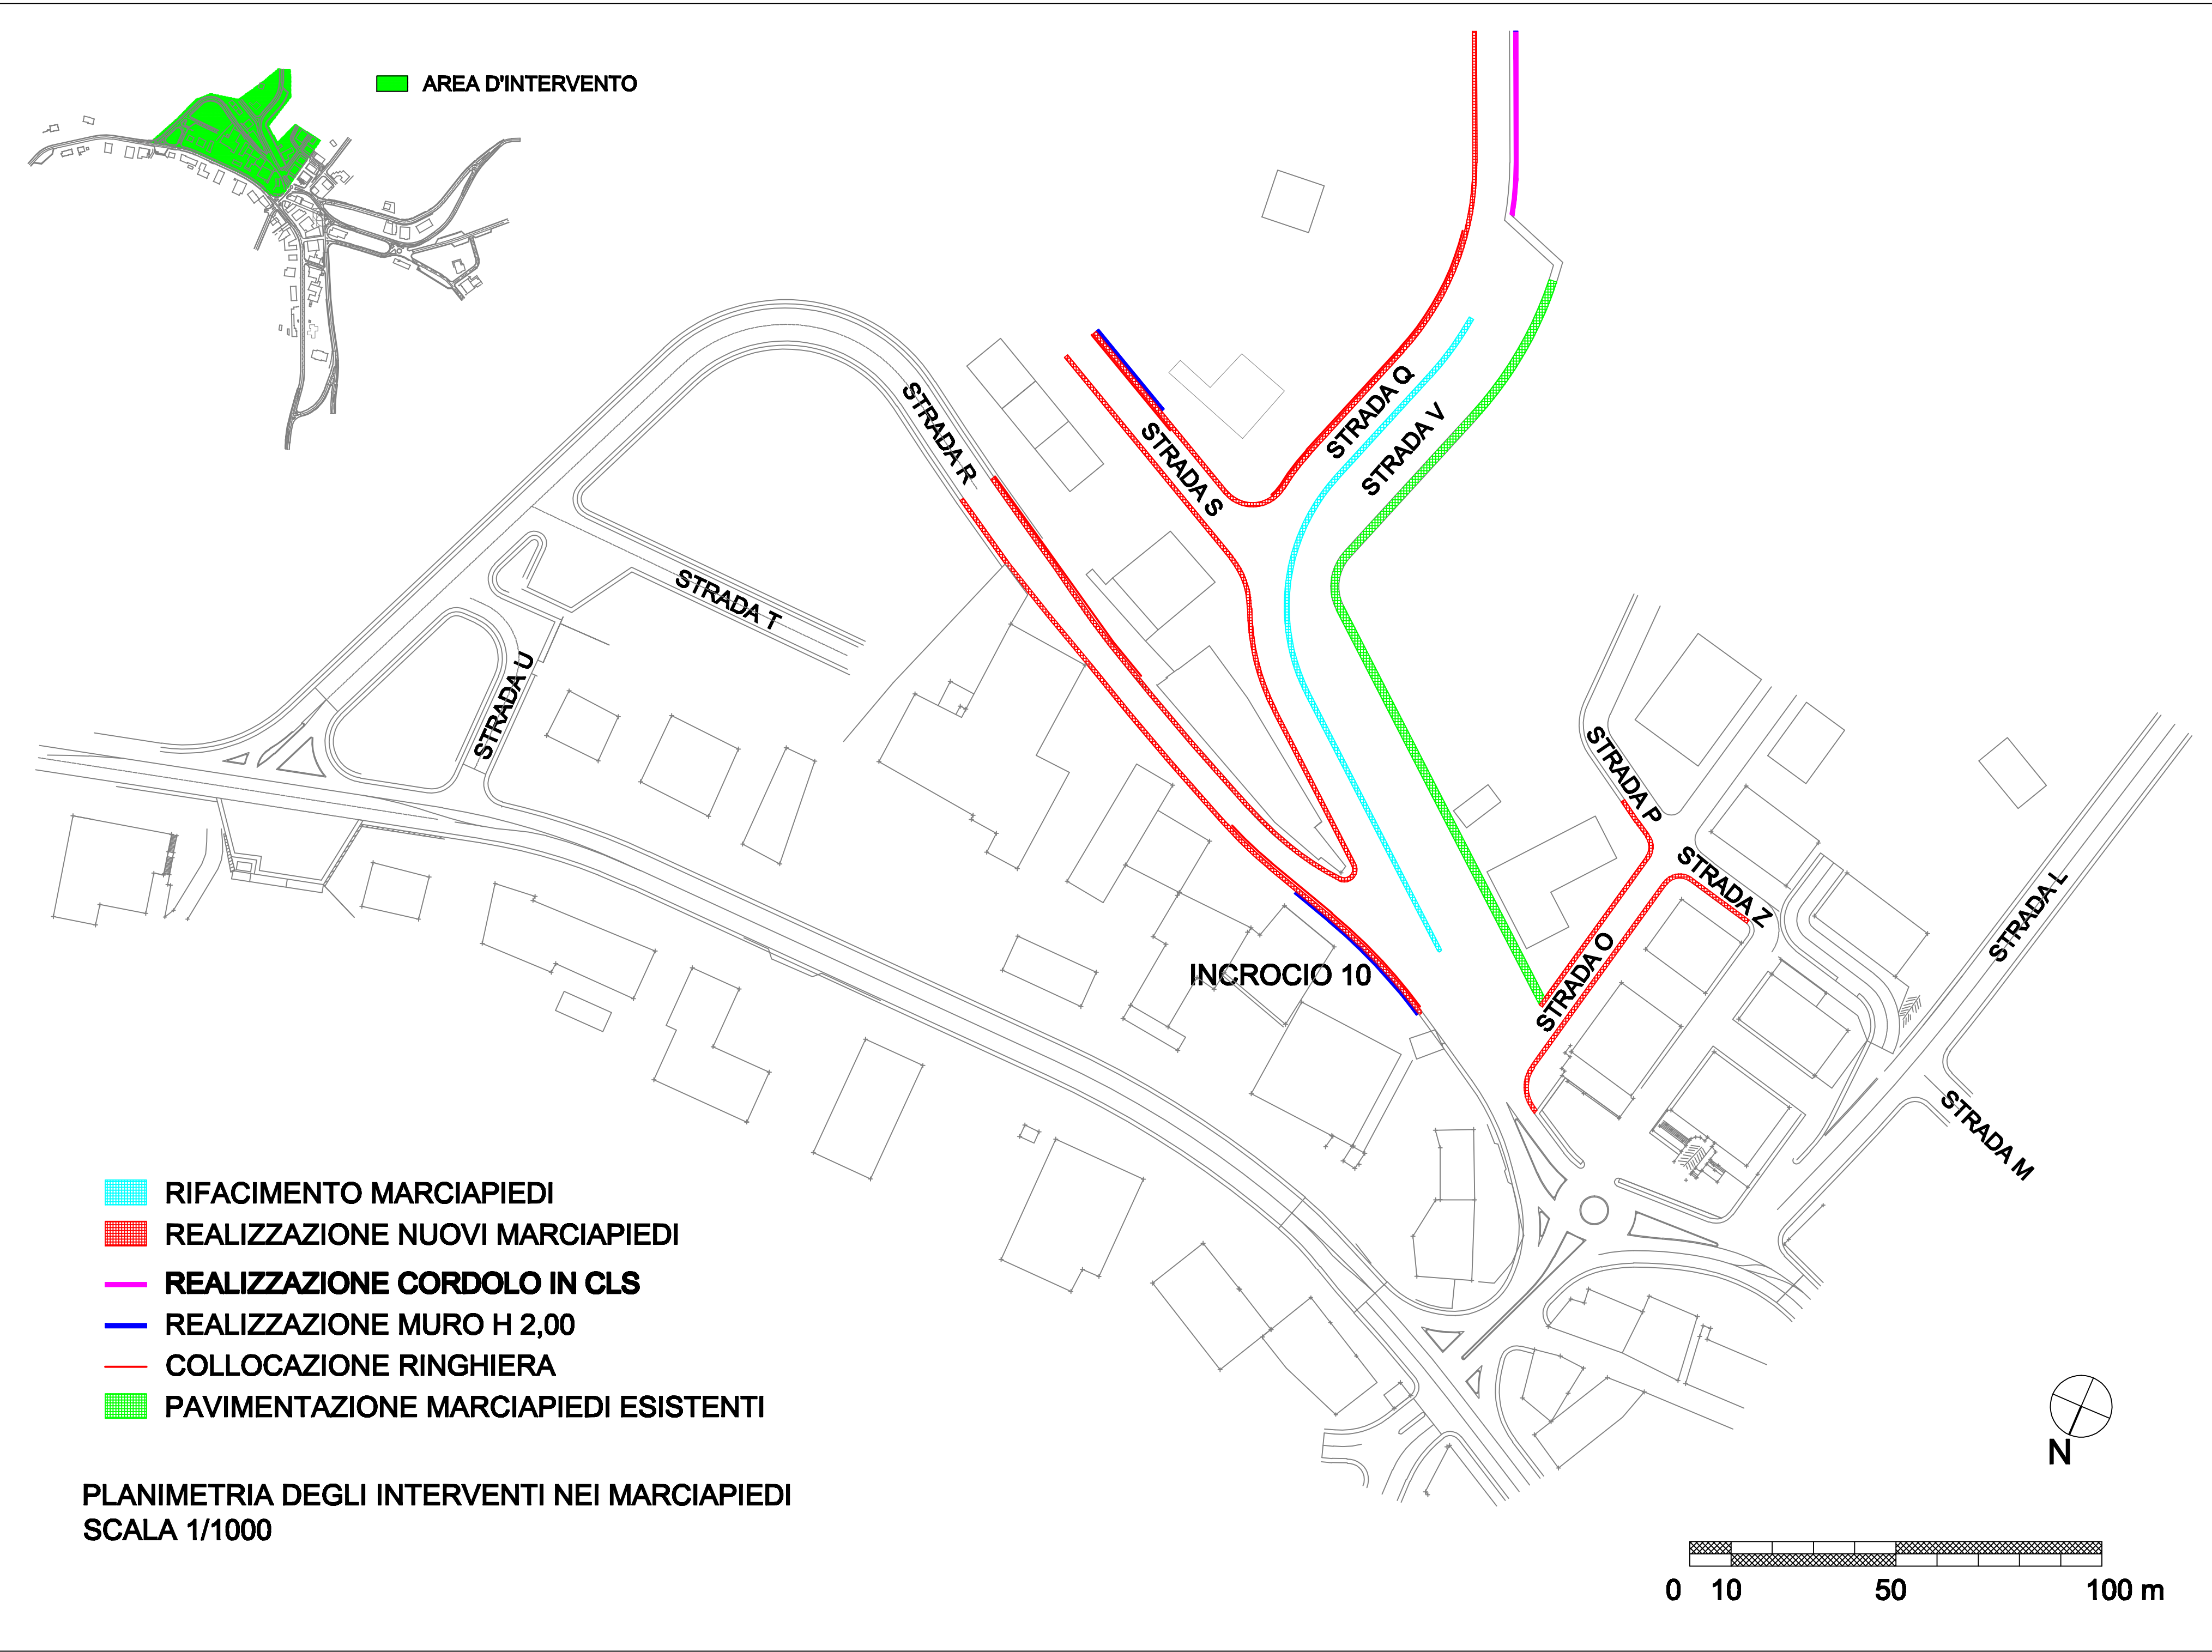 AREA D'INTERVENTO
STRADA R
STRADA S
STRADA Q
STRADA V
STRADA T
STRADA U
STRADA P
STRADA Z
STRADA O
STRADA L
STRADA M
INCROCIO 10
RIFACIMENTO MARCIAPIEDI
REALIZZAZIONE NUOVI MARCIAPIEDI
REALIZZAZIONE CORDOLO IN CLS
REALIZZAZIONE MURO H 2,00
COLLOCAZIONE RINGHIERA
PAVIMENTAZIONE MARCIAPIEDI ESISTENTI
PLANIMETRIA DEGLI INTERVENTI NEI MARCIAPIEDI
SCALA 1/1000
N
0 10 50 100 m